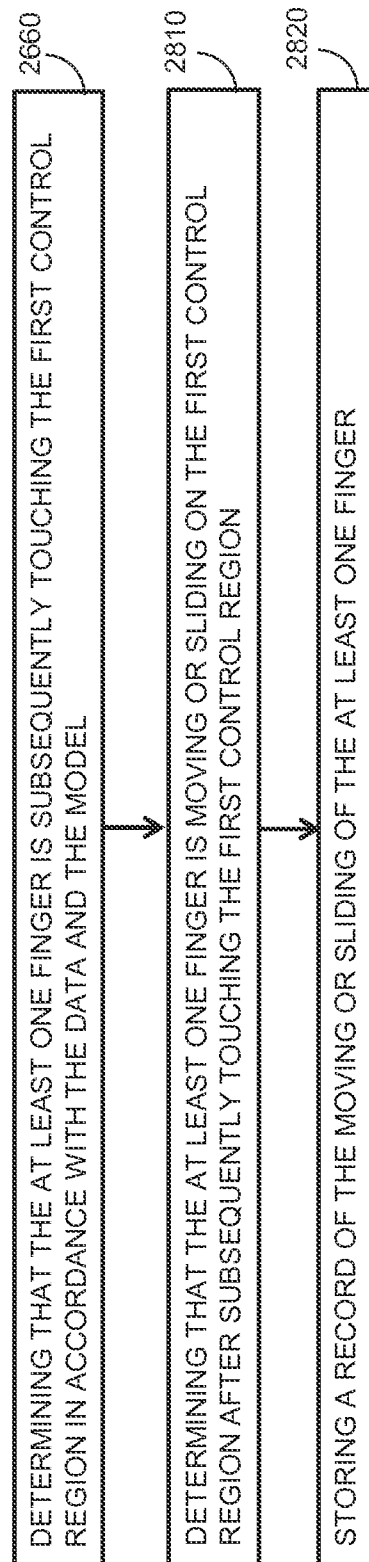 2660
DETERMINING THAT THE AT LEAST ONE FINGER IS SUBSEQUENTLY TOUCHING THE FIRST CONTROL
REGION IN ACCORDANCE WITH THE DATA AND THE MODEL
2810
DETERMINING THAT THE AT LEAST ONE FINGER IS MOVING OR SLIDING ON THE FIRST CONTROL
REGION AFTER SUBSEQUENTLY TOUCHING THE FIRST CONTROL REGION
2820
STORING A RECORD OF THE MOVING OR SLIDING OF THE AT LEAST ONE FINGER